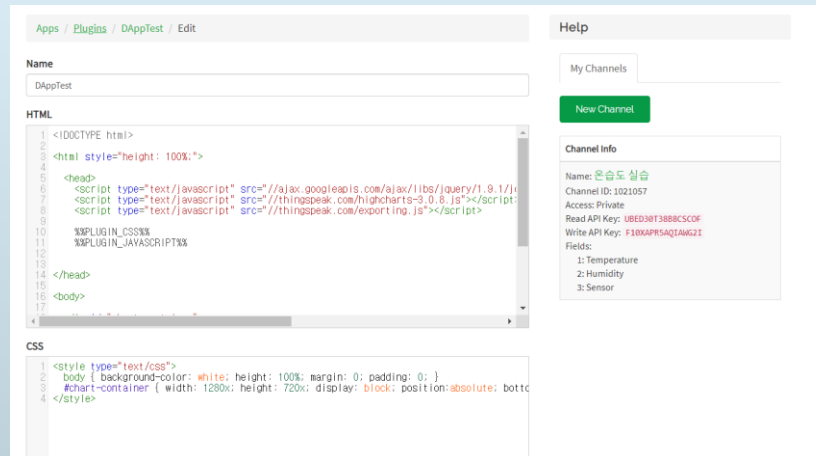 Apps / Plugins / DAppTest / Edit
Name
DAppTest
HTML
1 <!DOCTYPE html>
2
3 <html style="height: 100%;">
4
5 <head>
6 <script type="text/javascript" src="//ajax.googleapis.com/ajax/libs/jquery/1.9.1/
7 <script type="text/javascript" src="//thingspeak.com/highcharts-3.0.8.js"></script
8 <script type="text/javascript" src="//thingspeak.com/exporting.js"></script>
9
10 %%PLUGIN_CSS%%
11 %%PLUGIN_JAVASCRIPT%%
12
13
14 </head>
15
16 <body>
17
CSS
1 <style type="text/css">
2 body { background-color: white; height: 100%; margin: 0; padding: 0; }
3 #chart-container { width: 1280x; height: 720x; display: block; position:absolute; botto
4 </style>
Help
My Channels
New Channel
Channel Info
Name: 온습도 실습
Channel ID: 1021057
Access: Private
Read API Key: UBED30T38B8CSCOF
Write API Key: F10XAPR5AQIAWG2I
Fields:
1: Temperature
2: Humidity
3: Sensor